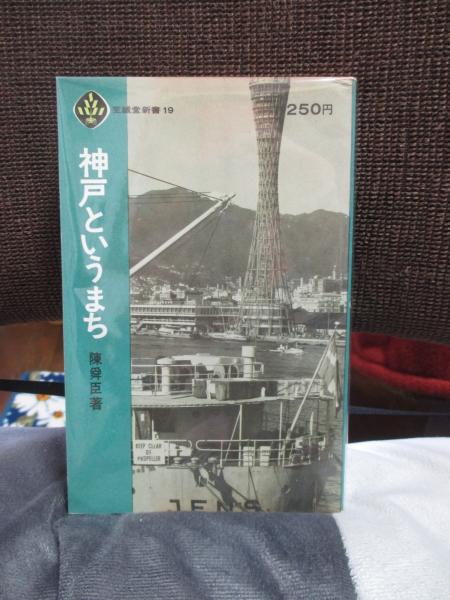 至誠堂新書 19
250円
神戸というまち
陳舜臣著
KEEP CLEAR
OF
PROPELLER
JENS